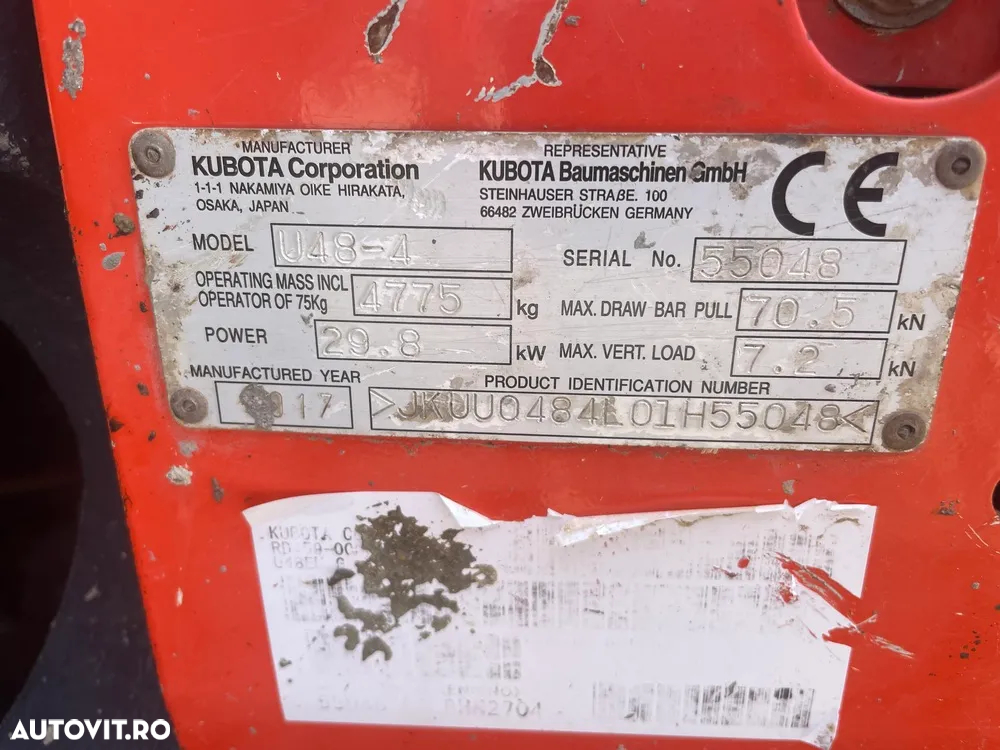 MANUFACTURER
KUBOTA Corporation
1-1-1 NAKAMIYA OIKE HIRAKATA,
OSAKA, JAPAN
REPRESENTATIVE
KUBOTA Baumaschinen GmbH
STEINHAUSER STRAßE. 100
66482 ZWEIBRÜCKEN GERMANY
CE
MODEL U48-4
SERIAL No. 55048
OPERATING MASS INCL
OPERATOR OF 75Kg 4775 kg
MAX. DRAW BAR PULL 70.5 kN
POWER 29.8 kW
MAX. VERT. LOAD 7.2 kN
MANUFACTURED YEAR
2017
PRODUCT IDENTIFICATION NUMBER
>JKUU0484L01H55048<
KUBOTA
AUTOVIT.RO